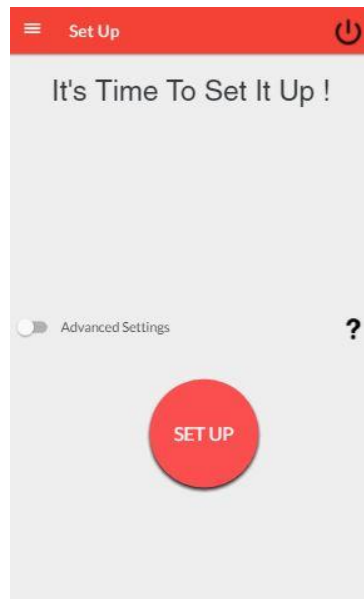 Set Up
It's Time To Set It Up !
Advanced Settings
?
SET UP